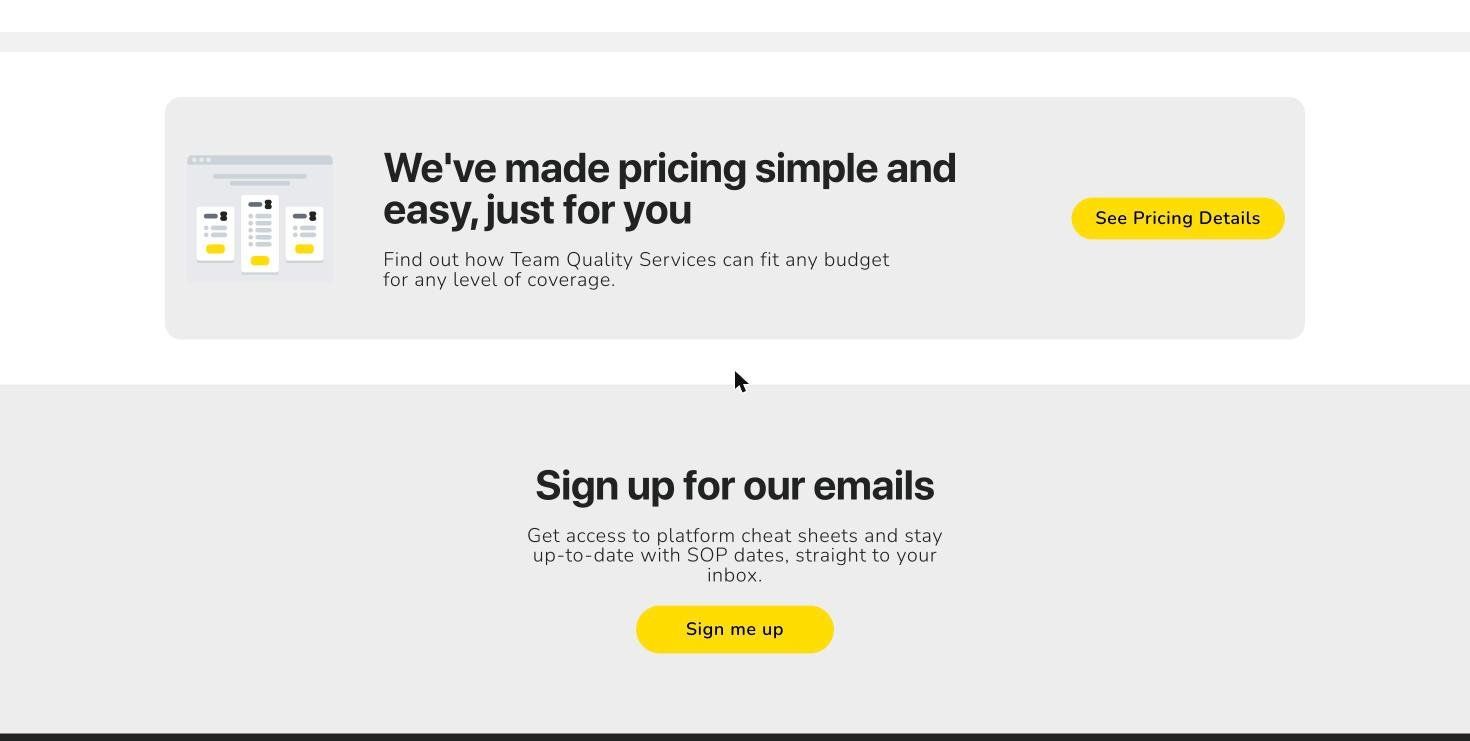 We've made pricing simple and
easy, just for you
Find out how Team Quality Services can fit any budget
for any level of coverage.
See Pricing Details
Sign up for our emails
Get access to platform cheat sheets and stay
up-to-date with SOP dates, straight to your
inbox.
Sign me up